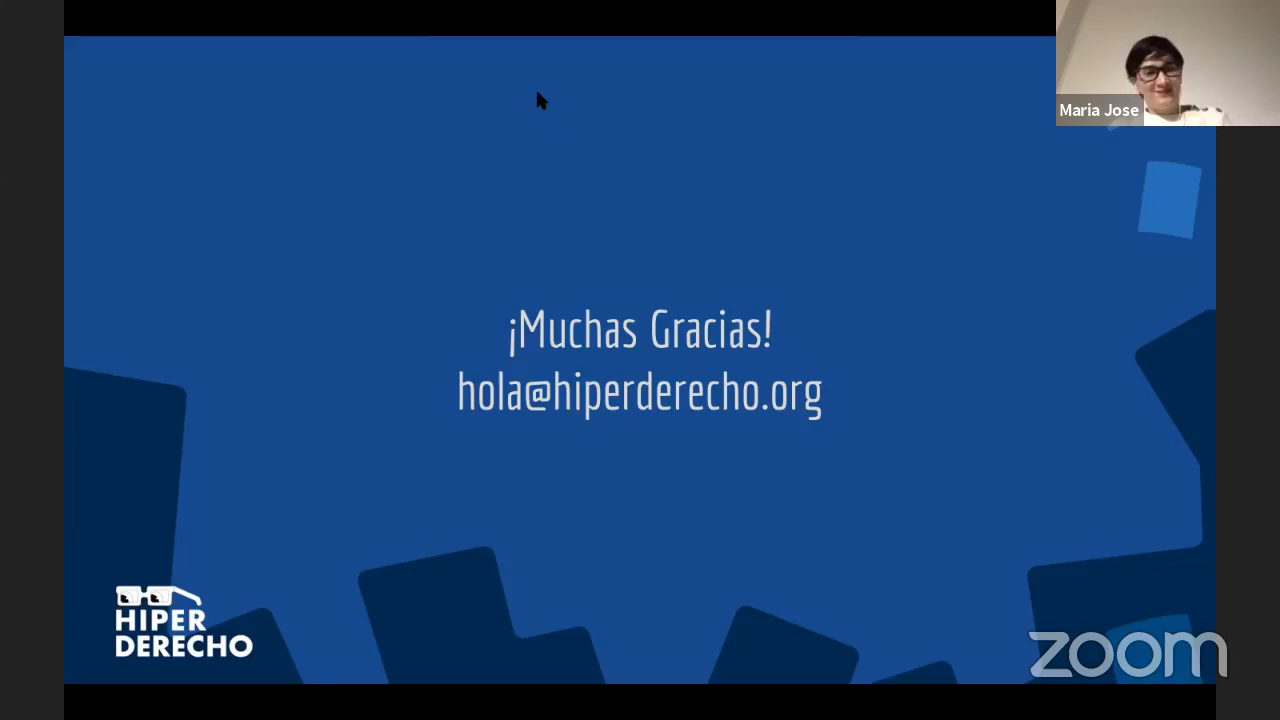 Maria Jose
¡Muchas Gracias!
hola@hiperderecho.org
HIPER
DERECHO
zoom